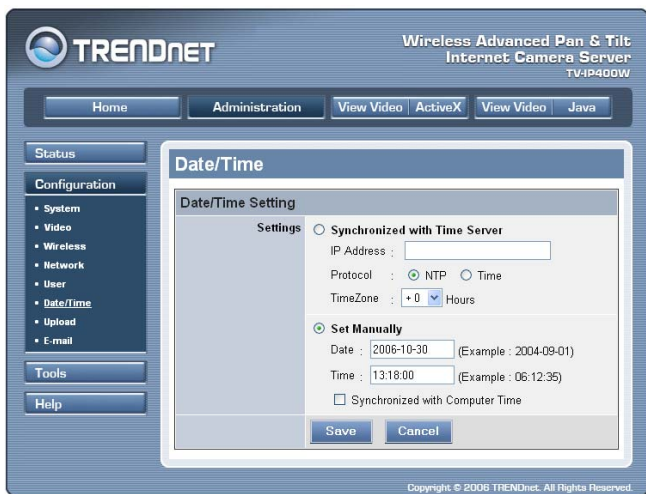 TRENDNET
Wireless Advanced Pan & Tilt
Internet Camera Server
TV-IP400W
Home
Administration
View Video | ActiveX
View Video | Java
Status
Configuration
• System
• Video
• Wireless
• Network
• User
• Date/Time
• Upload
• E-mail
Tools
Help
Date/Time
Date/Time Setting
Settings
Synchronized with Time Server
IP Address :
Protocol : NTP Time
TimeZone : +0 Hours
Set Manually
Date : 2006-10-30 (Example : 2004-09-01)
Time : 13:18:00 (Example : 06:12:35)
Synchronized with Computer Time
Save Cancel
Copyright © 2006 TRENDnet. All Rights Reserved.